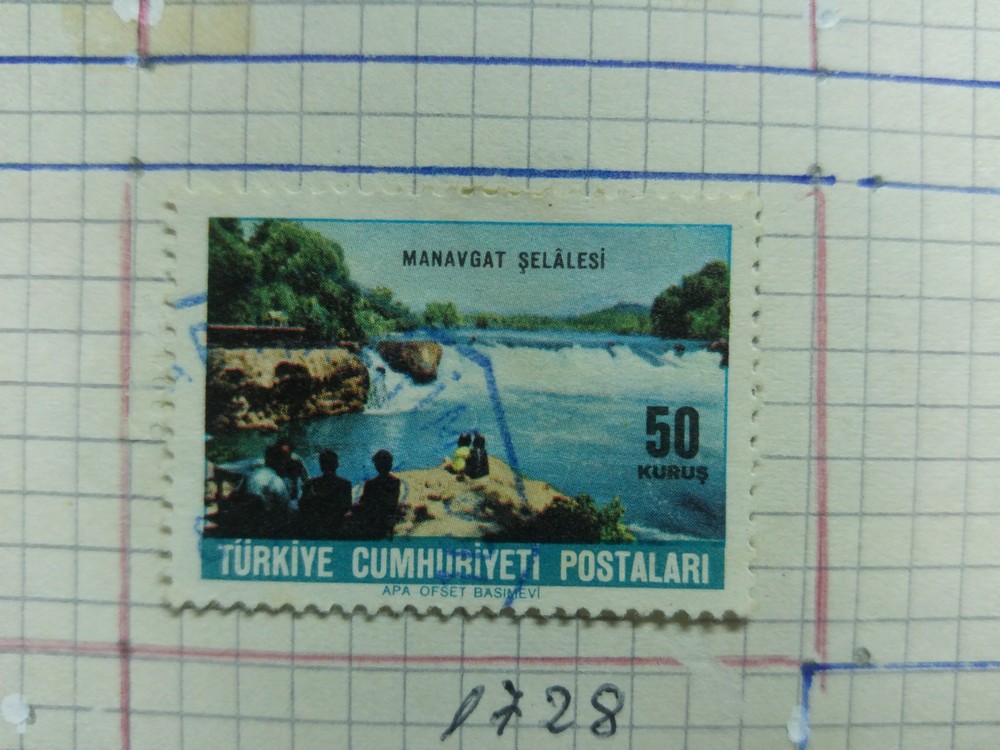 MANAVGAT ŞELÂLESİ
50
KURUŞ
TÜRKİYE CUMHURİYETİ POSTALARI
APA OFSET BASIMEVİ
1728